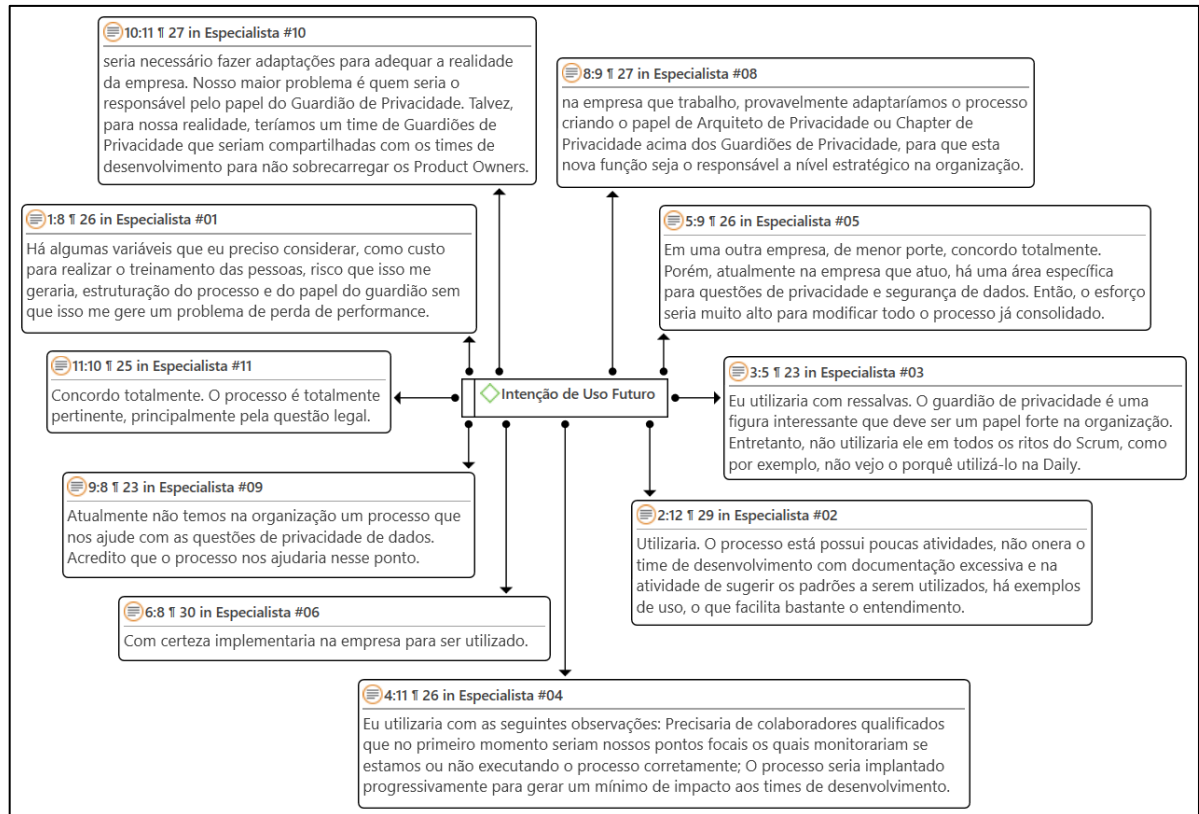 10:11 ¶ 27 in Especialista #10
seria necessário fazer adaptações para adequar a realidade
da empresa. Nosso maior problema é quem seria o
responsável pelo papel do Guardião de Privacidade. Talvez,
para nossa realidade, teríamos um time de Guardiões de
Privacidade que seriam compartilhadas com os times de
desenvolvimento para não sobrecarregar os Product Owners.
8:9 ¶ 27 in Especialista #08
na empresa que trabalho, provavelmente adaptaríamos o processo
criando o papel de Arquiteto de Privacidade ou Chapter de
Privacidade acima dos Guardiões de Privacidade, para que esta
nova função seja o responsável a nível estratégico na organização.
1:8 ¶ 26 in Especialista #01
Há algumas variáveis que eu preciso considerar, como custo
para realizar o treinamento das pessoas, risco que isso me
geraria, estruturação do processo e do papel do guardião sem
que isso me gere um problema de perda de performance.
5:9 ¶ 26 in Especialista #05
Em uma outra empresa, de menor porte, concordo totalmente.
Porém, atualmente na empresa que atuo, há uma área específica
para questões de privacidade e segurança de dados. Então, o esforço
seria muito alto para modificar todo o processo já consolidado.
11:10 ¶ 25 in Especialista #11
Concordo totalmente. O processo é totalmente
pertinente, principalmente pela questão legal.
Intenção de Uso Futuro
3:5 ¶ 23 in Especialista #03
Eu utilizaria com ressalvas. O guardião de privacidade é uma
figura interessante que deve ser um papel forte na organização.
Entretanto, não utilizaria ele em todos os ritos do Scrum, como
por exemplo, não vejo o porquê utilizá-lo na Daily.
9:8 ¶ 23 in Especialista #09
Atualmente não temos na organização um processo que
nos ajude com as questões de privacidade de dados.
Acredito que o processo nos ajudaria nesse ponto.
2:12 ¶ 29 in Especialista #02
Utilizaria. O processo está possui poucas atividades, não onera o
time de desenvolvimento com documentação excessiva e na
atividade de sugerir os padrões a serem utilizados, há exemplos
de uso, o que facilita bastante o entendimento.
6:8 ¶ 30 in Especialista #06
Com certeza implementaria na empresa para ser utilizado.
4:11 ¶ 26 in Especialista #04
Eu utilizaria com as seguintes observações: Precisaria de colaboradores qualificados
que no primeiro momento seriam nossos pontos focais os quais monitorariam se
estamos ou não executando o processo corretamente; O processo seria implantado
progressivamente para gerar um mínimo de impacto aos times de desenvolvimento.